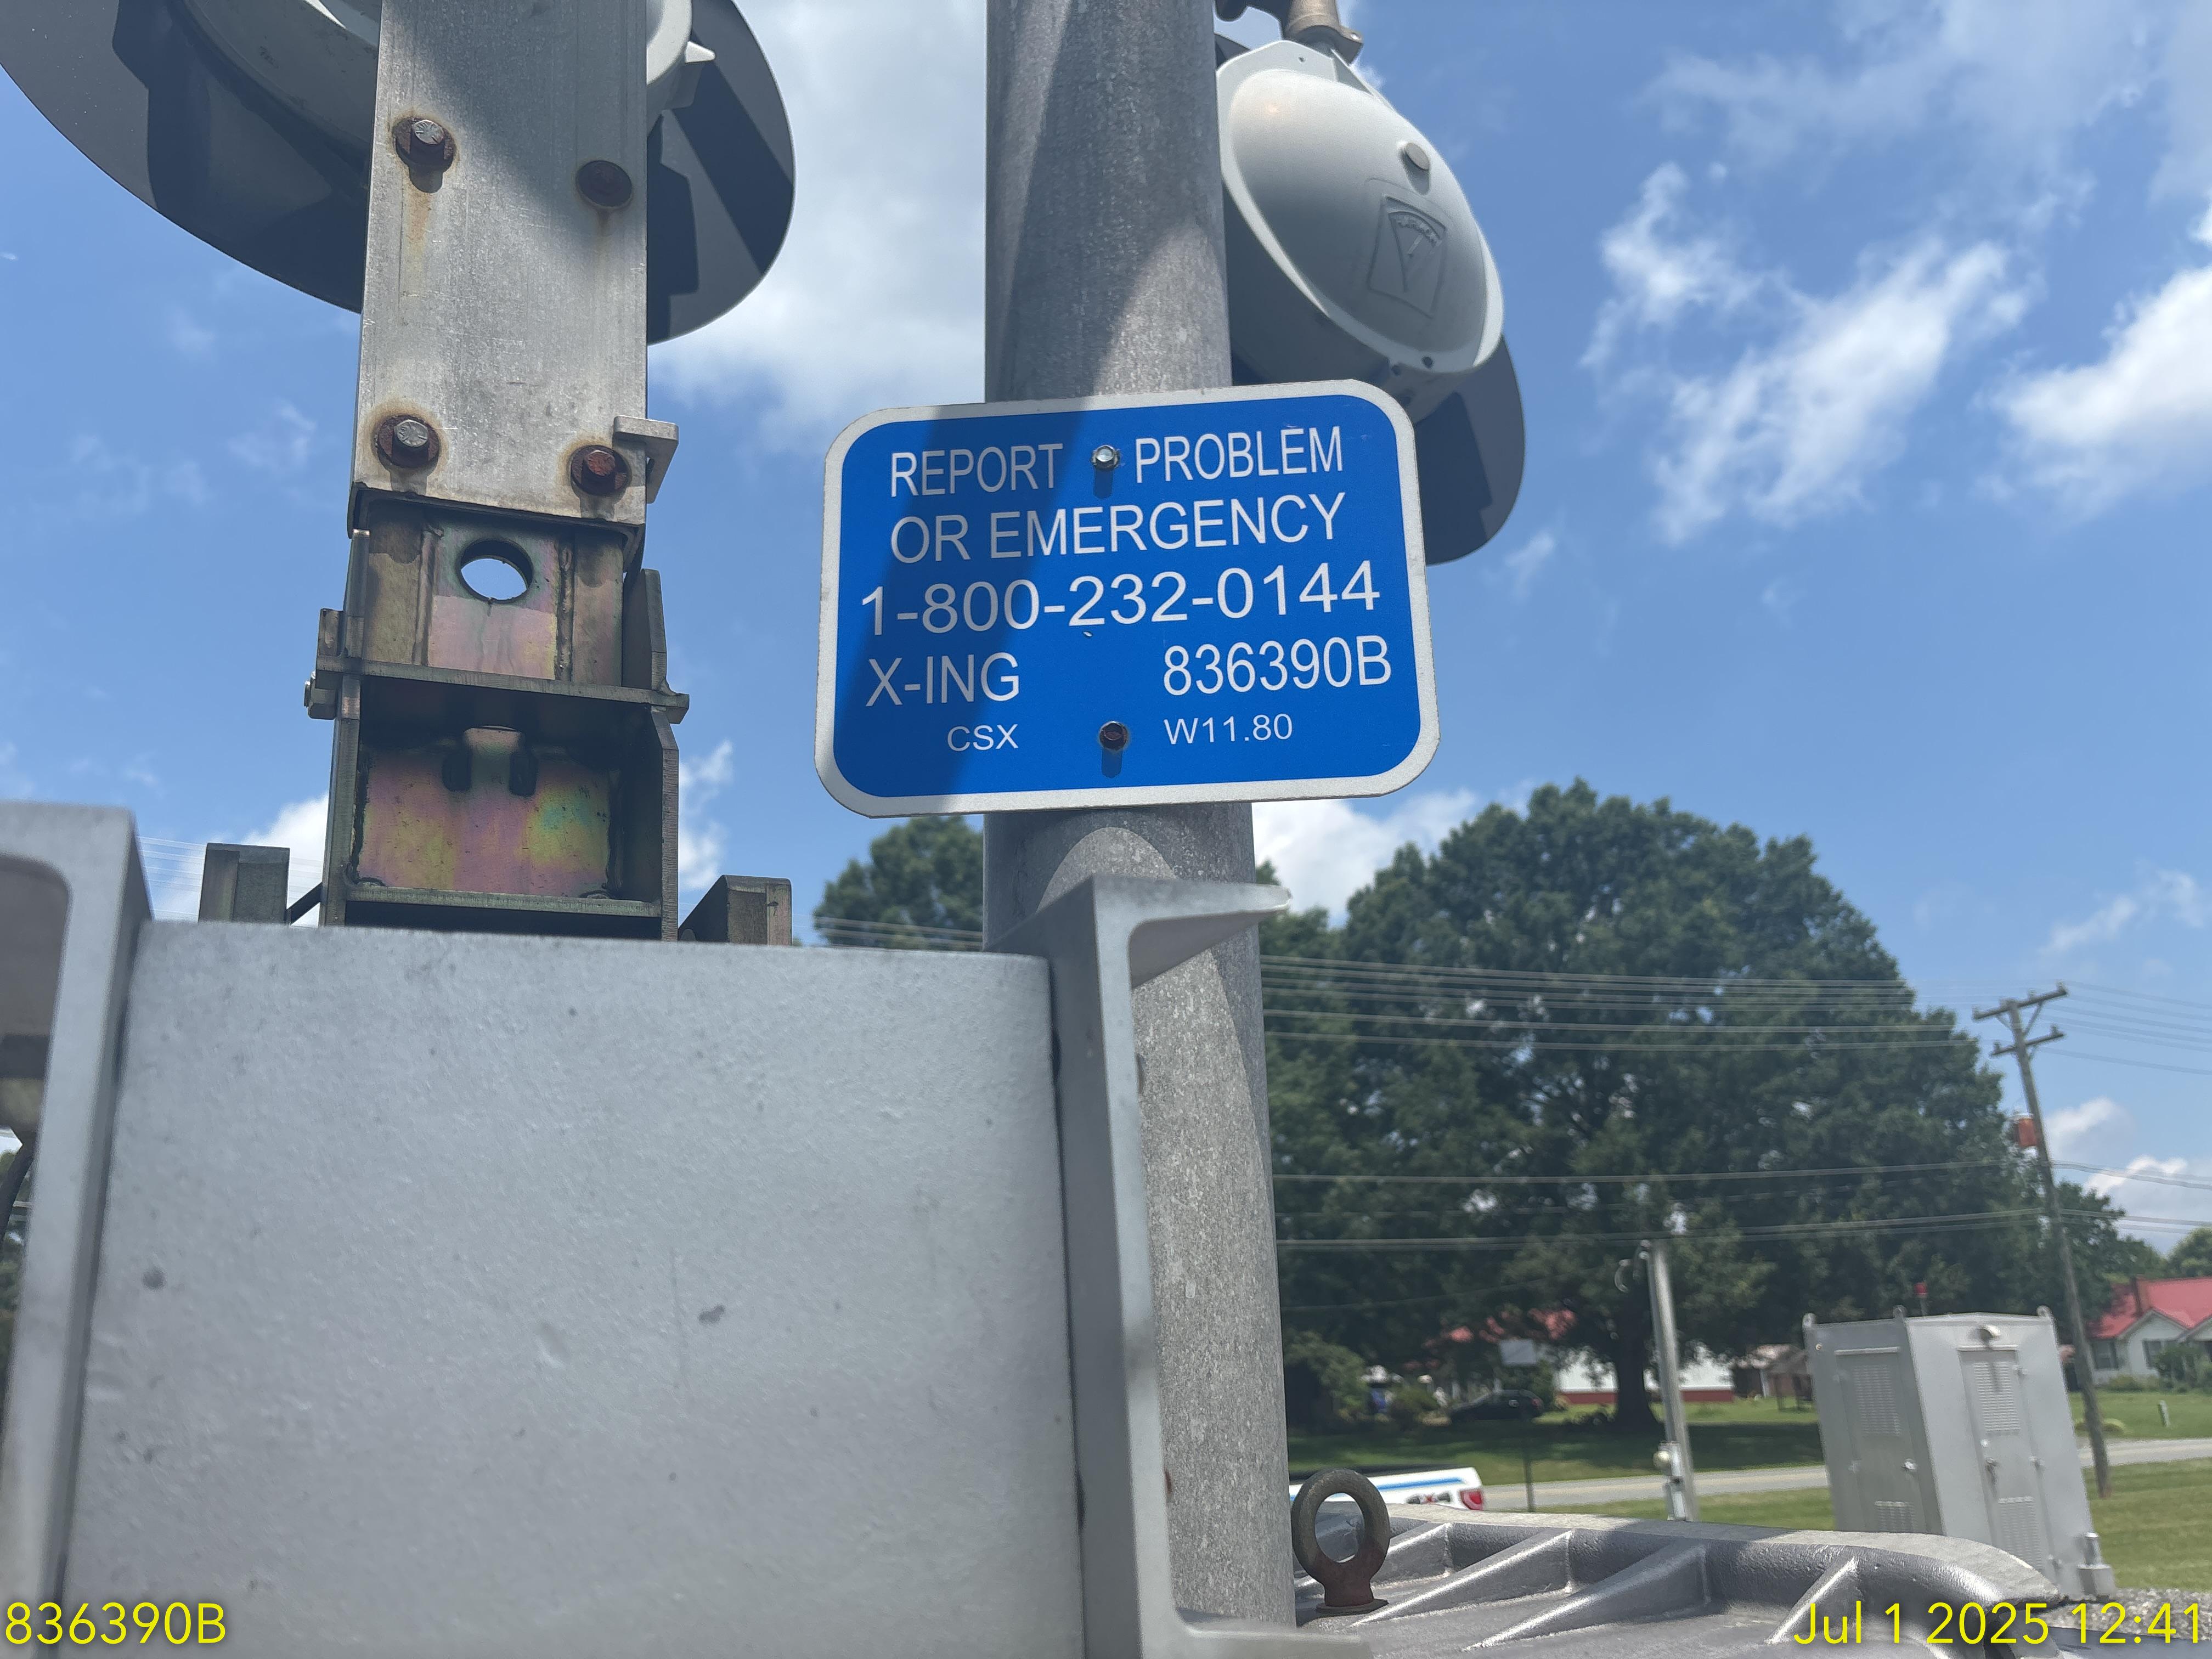 HARMON
REPORT PROBLEM
OR EMERGENCY
1-800-232-0144
X-ING 836390B
CSX W11.80
836390B
Jul 1 2025 12:41